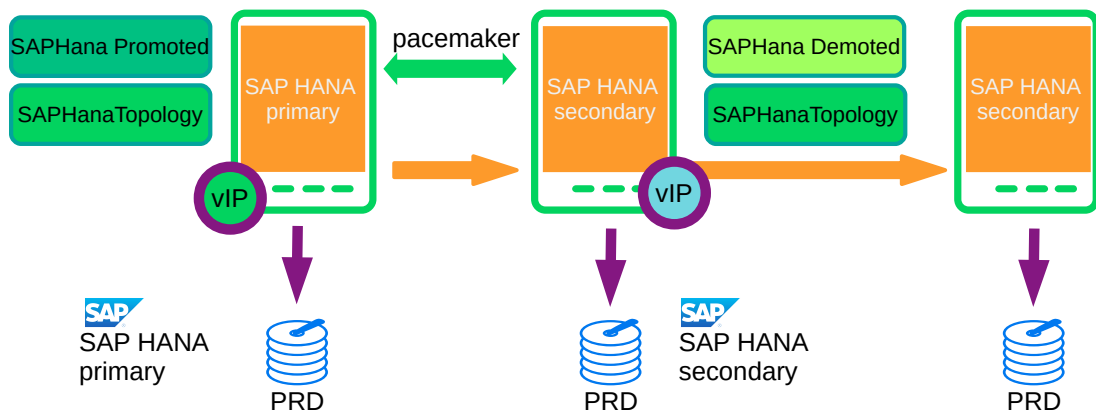 SAPHana Promoted
SAPHanaTopology
SAP HANA
primary
vIP
pacemaker
SAP HANA
secondary
vIP
SAPHana Demoted
SAPHanaTopology
SAP HANA
secondary
SAP
SAP HANA
primary
PRD
PRD
SAP
SAP HANA
secondary
PRD